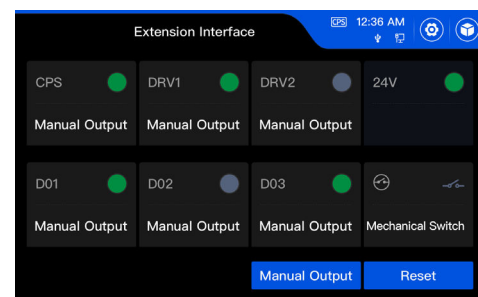 Extension Interface
CPS 12:36 AM
CPS DRV1 DRV2 24V
Manual Output Manual Output Manual Output
D01 D02 D03
Manual Output Manual Output Manual Output Mechanical Switch
Manual Output Reset